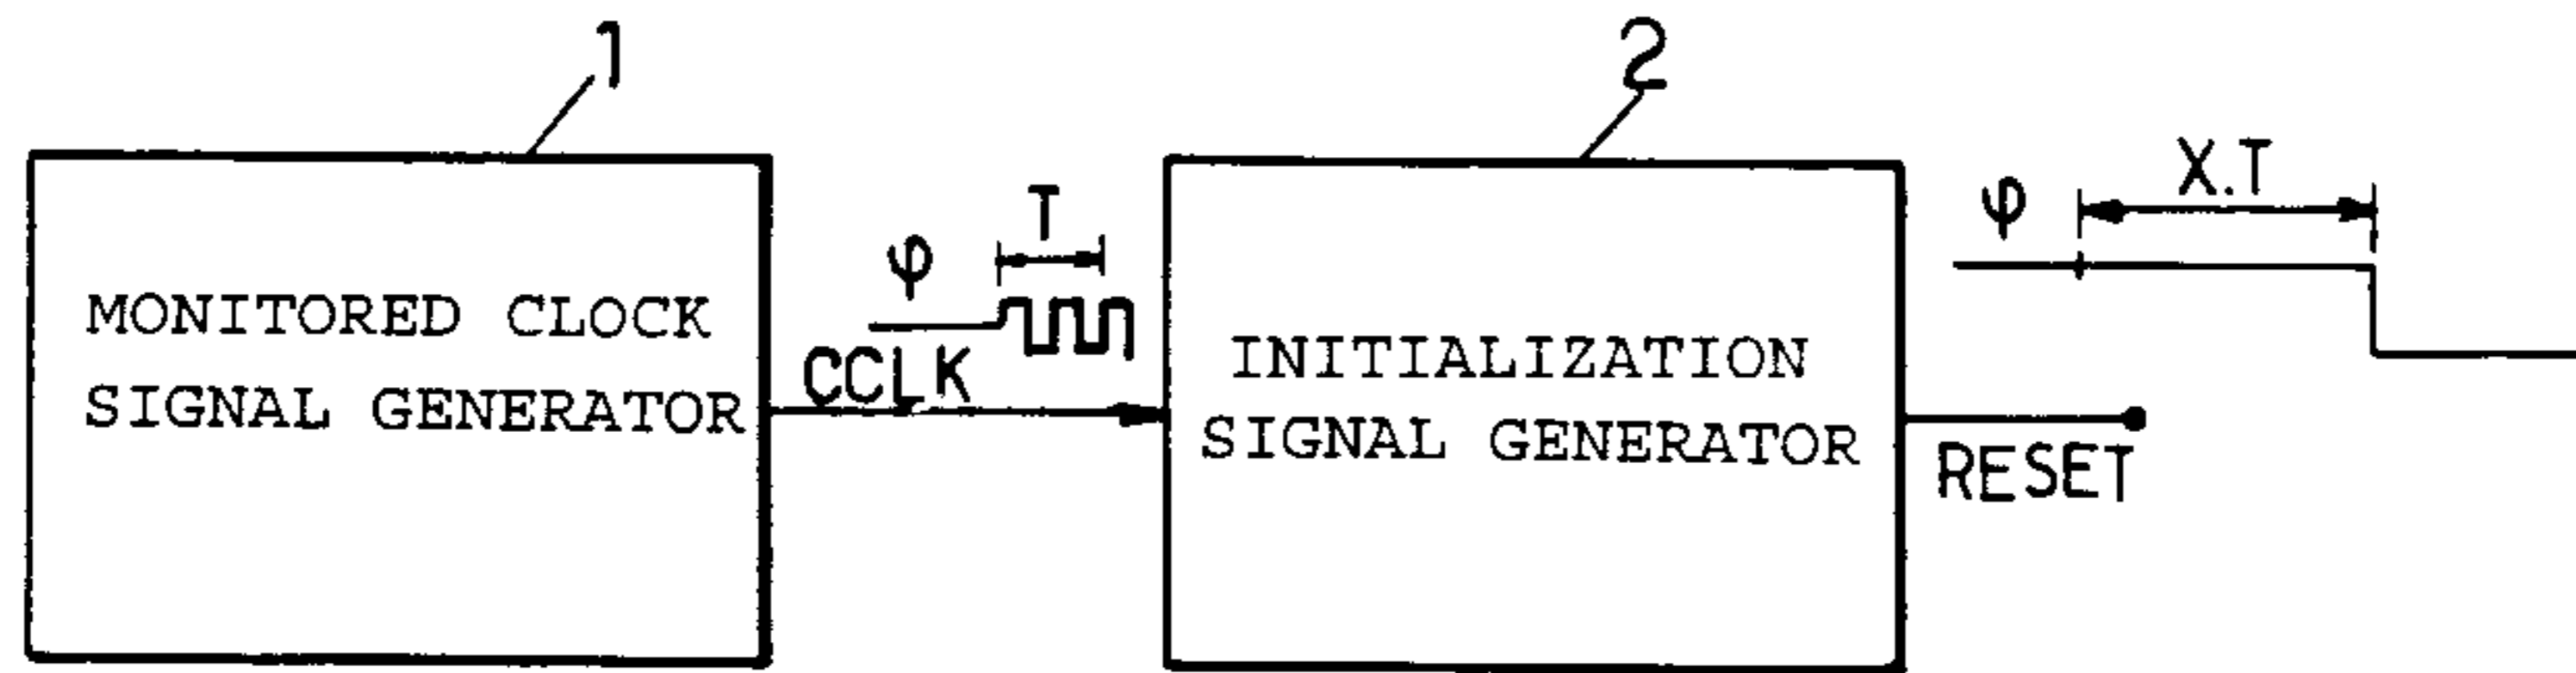 1
2
MONITORED CLOCK
SIGNAL GENERATOR
φ
T
CCLK
INITIALIZATION
SIGNAL GENERATOR
φ
X.T
RESET